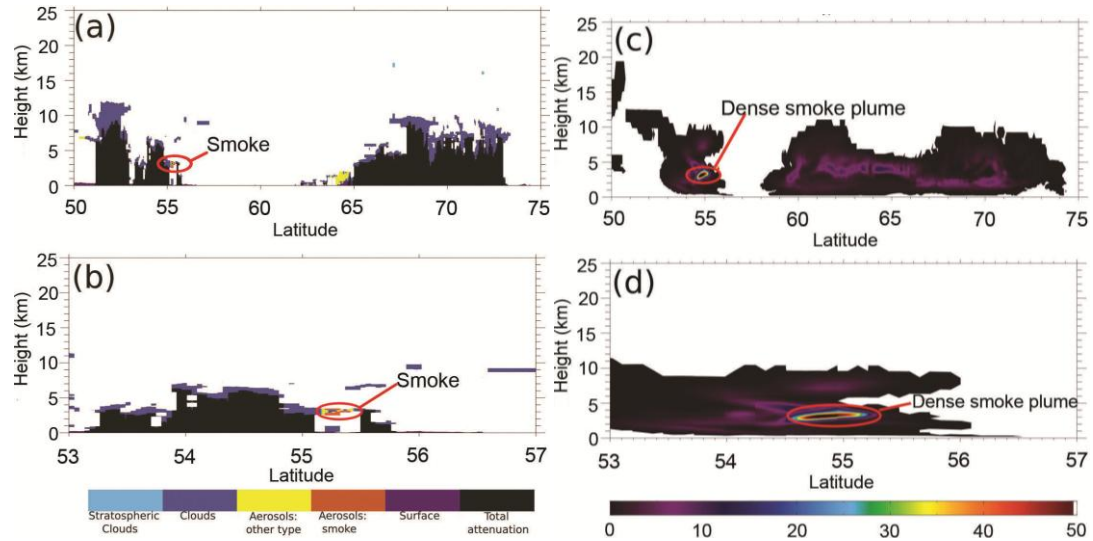 (a)
Height (km)
25
20
15
10
5
0
Smoke
50 55 60 65 70 75
Latitude
(b)
Height (km)
25
20
15
10
5
0
Smoke
53 54 55 56 57
Latitude
Stratospheric Clouds
Clouds
Aerosols: other type
Aerosols: smoke
Surface
Total attenuation
(c)
Height (km)
25
20
15
10
5
0
Dense smoke plume
50 55 60 65 70 75
Latitude
(d)
Height (km)
25
20
15
10
5
0
Dense smoke plume
53 54 55 56 57
Latitude
0 10 20 30 40 50